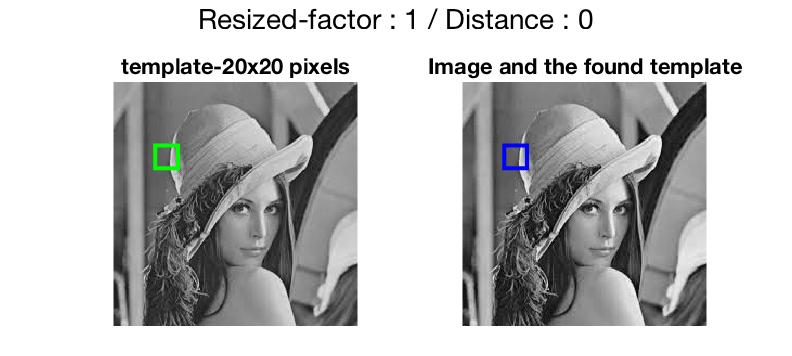 Resized-factor : 1 / Distance : 0
template-20x20 pixels
Image and the found template